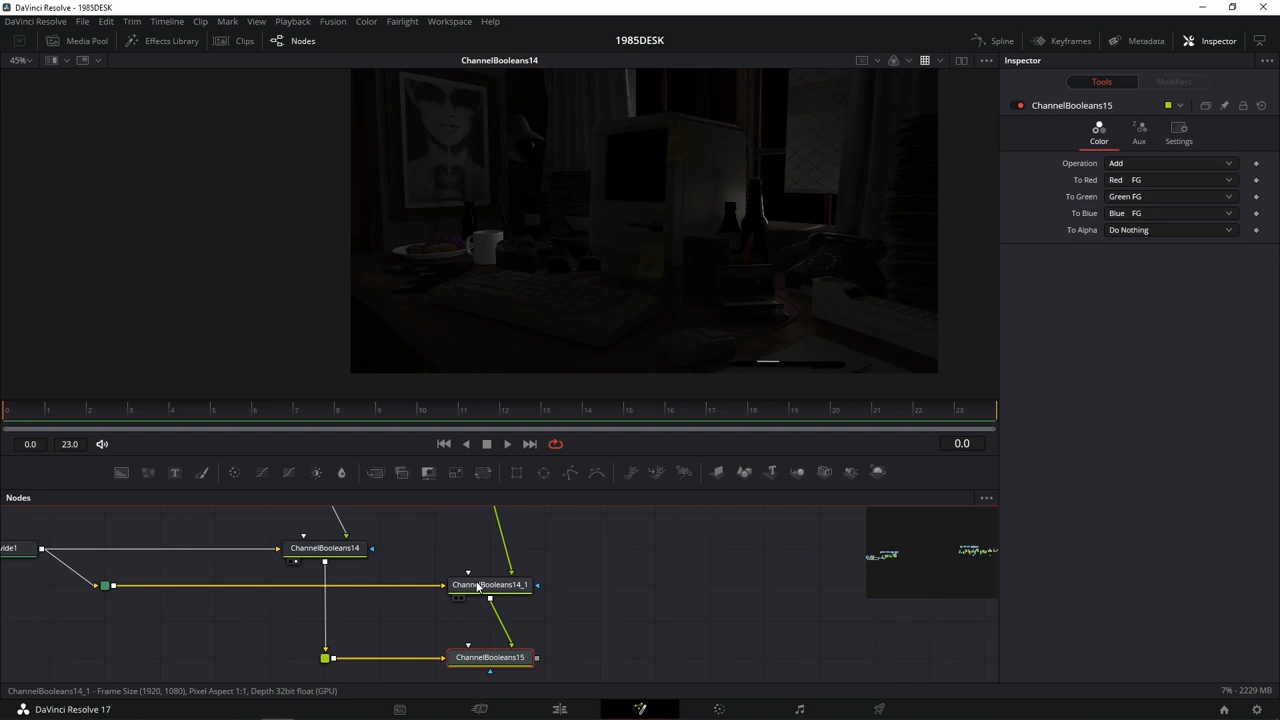 DaVinci Resolve - 1985DESK
DaVinci Resolve File Edit Trim Timeline Clip Mark View Playback Fusion Color Fairlight Workspace Help
Media Pool Effects Library Clips Nodes 1985DESK Spline Keyframes Metadata Inspector
45% ChannelBooleans14 Inspector
Tools Modifiers
ChannelBooleans15
Color Aux Settings
Operation Add
To Red Red FG
To Green Green FG
To Blue Blue FG
To Alpha Do Nothing
0 1 2 3 4 5 6 7 8 9 10 11 12 13 14 15 16 17 18 19 20 21 22 23
0.0 23.0 0.0
Nodes
vide1 ChannelBooleans14
ChannelBooleans14_1
ChannelBooleans15
ChannelBooleans14_1 - Frame Size (1920, 1080), Pixel Aspect 1:1, Depth 32bit float (GPU) 7% - 2229 MB
DaVinci Resolve 17